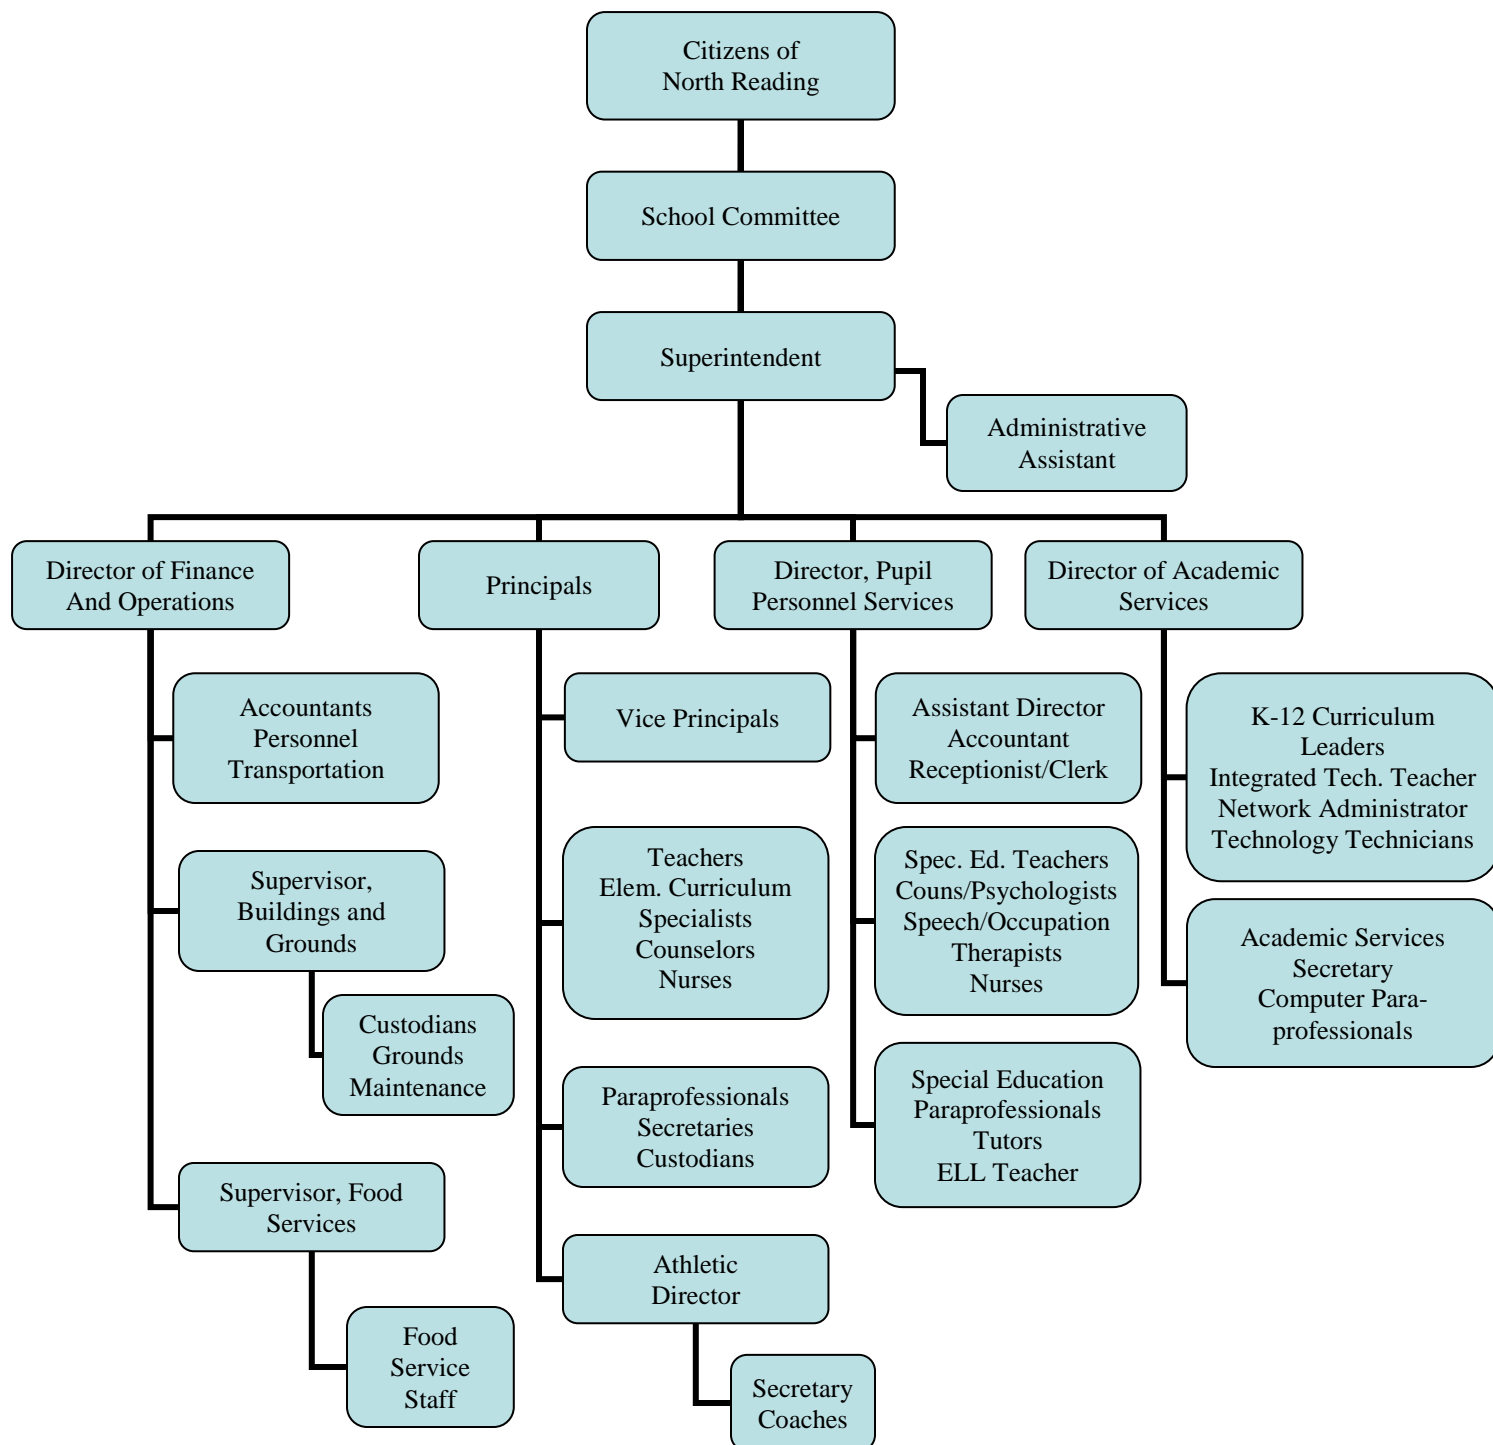 Citizens of
North Reading
School Committee
Superintendent
Administrative
Assistant
Director of Finance
And Operations
Principals
Director, Pupil
Personnel Services
Director of Academic
Services
Accountants
Personnel
Transportation
Supervisor,
Buildings and
Grounds
Custodians
Grounds
Maintenance
Supervisor, Food
Services
Food
Service
Staff
Vice Principals
Teachers
Elem. Curriculum
Specialists
Counselors
Nurses
Paraprofessionals
Secretaries
Custodians
Athletic
Director
Secretary
Coaches
Assistant Director
Accountant
Receptionist/Clerk
Spec. Ed. Teachers
Couns/Psychologists
Speech/Occupation
Therapists
Nurses
Special Education
Paraprofessionals
Tutors
ELL Teacher
K-12 Curriculum
Leaders
Integrated Tech. Teacher
Network Administrator
Technology Technicians
Academic Services
Secretary
Computer Para-
professionals